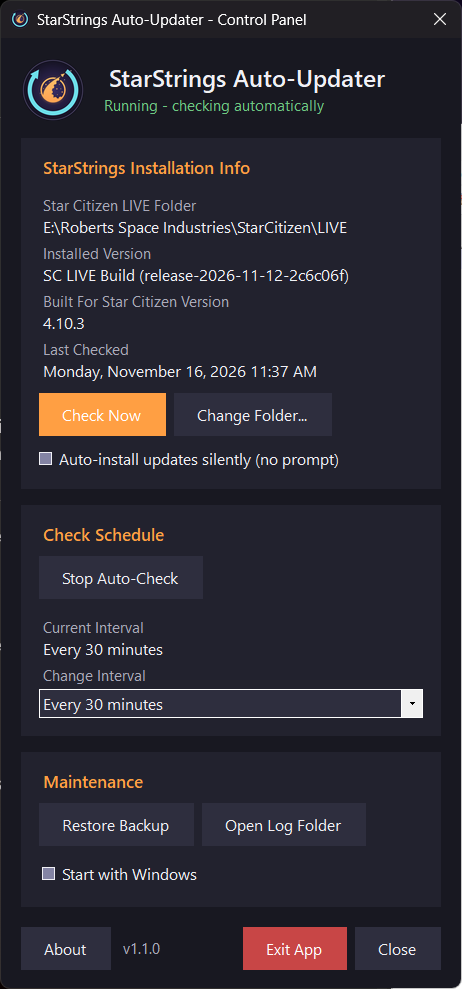 StarStrings Auto-Updater - Control Panel
StarStrings Auto-Updater
Running - checking automatically
StarStrings Installation Info
Star Citizen LIVE Folder
E:\Roberts Space Industries\StarCitizen\LIVE
Installed Version
SC LIVE Build (release-2026-11-12-2c6c06f)
Built For Star Citizen Version
4.10.3
Last Checked
Monday, November 16, 2026 11:37 AM
Check Now
Change Folder...
Auto-install updates silently (no prompt)
Check Schedule
Stop Auto-Check
Current Interval
Every 30 minutes
Change Interval
Every 30 minutes
Maintenance
Restore Backup
Open Log Folder
Start with Windows
About
v1.1.0
Exit App
Close